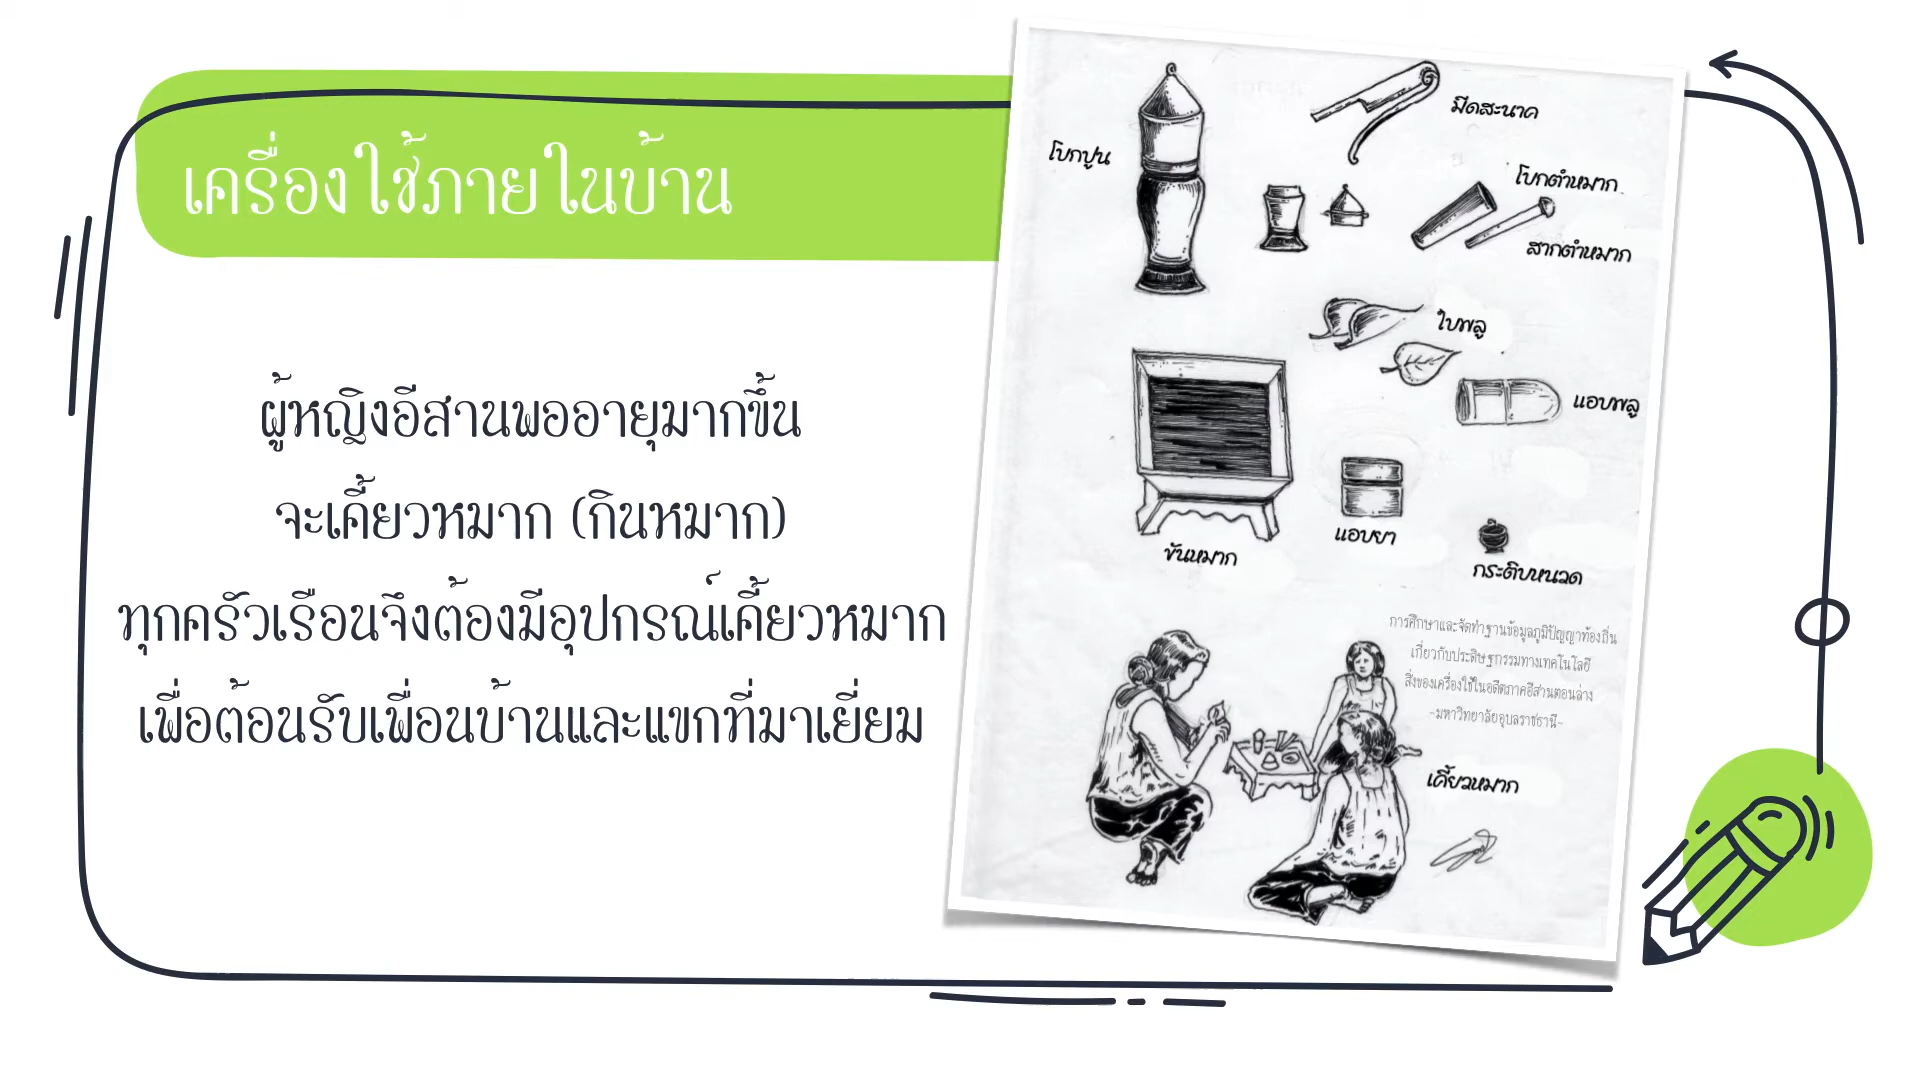 เครื่องใช้ภายในบ้าน
ผู้หญิงอีสานพออายุมากขึ้น
จะเคี้ยวหมาก (กินหมาก)
ทุกครัวเรือนจึงต้องมีอุปกรณ์เคี้ยวหมาก
เพื่อต้อนรับเพื่อนบ้านและแขกที่มาเยี่ยม
มีดสะนาค
โบกปูน
โบกตำหมาก
สากตำหมาก
ใบพลู
แอบพลู
แอบยา
ขันหมาก
กระติบหนวด
การศึกษาและจัดทำฐานข้อมูลภูมิปัญญาท้องถิ่น
เกี่ยวกับประดิษฐกรรมทางเทคโนโลยี
สิ่งของเครื่องใช้ในอดีตภาคอีสานตอนล่าง
-มหาวิทยาลัยอุบลราชธานี-
เคี้ยวหมาก